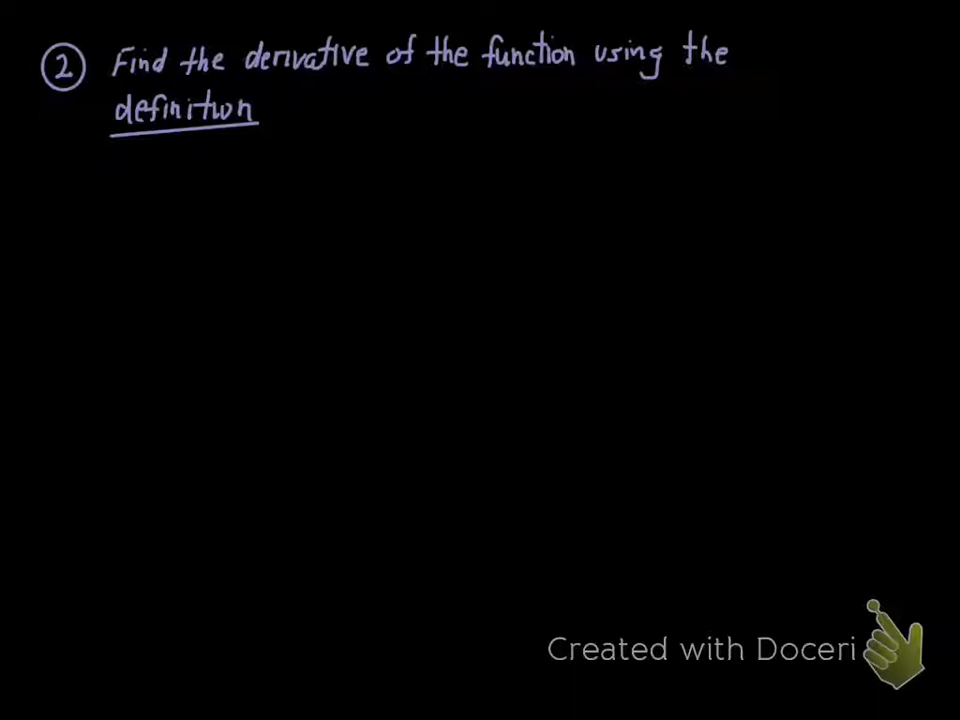 ② Find the derivative of the function using the
definition
Created with Doceri